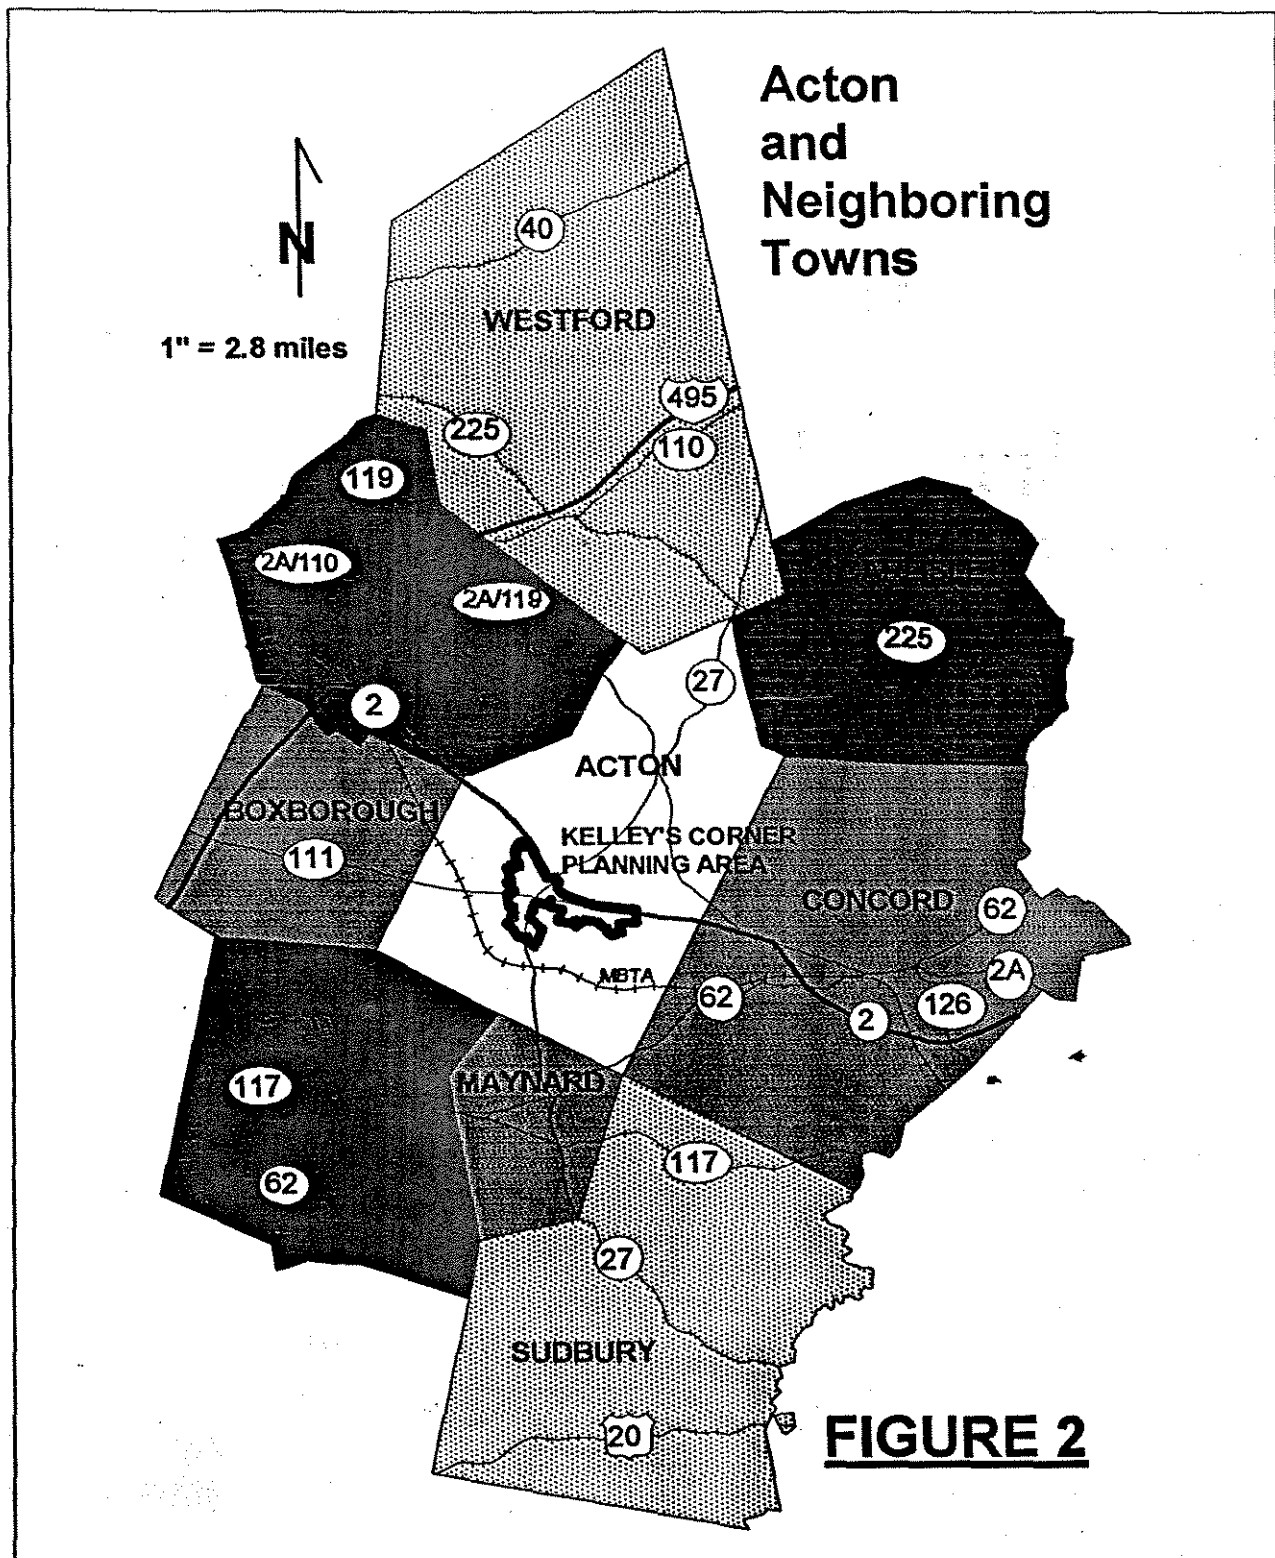 Acton
and
Neighboring
Towns
N
1" = 2.8 miles
40
WESTFORD
495
225
110
119
2A/110
2A/119
225
27
2
ACTON
BOXBOROUGH
KELLEY'S CORNER
PLANNING AREA
111
CONCORD
62
MBTA
2A
62
126
2
MAYNARD
117
117
62
27
SUDBURY
20
FIGURE 2